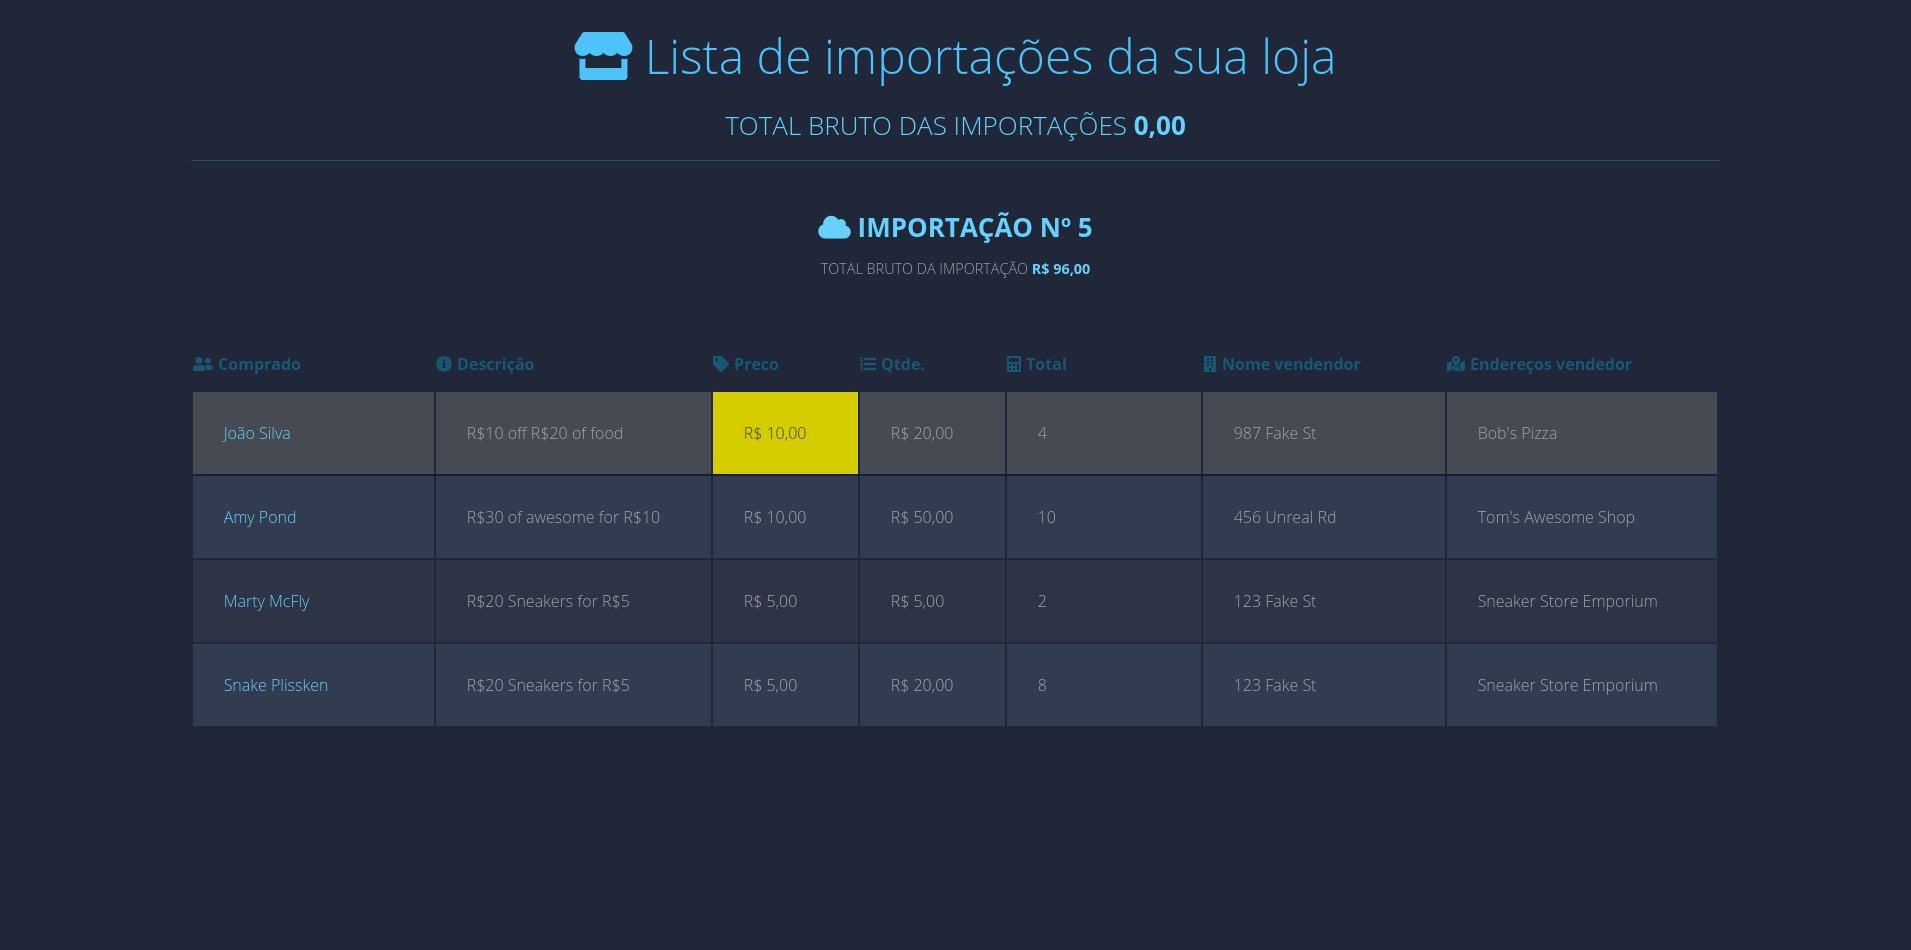 Lista de importações da sua loja
TOTAL BRUTO DAS IMPORTAÇÕES 0,00
IMPORTAÇÃO Nº 5
TOTAL BRUTO DA IMPORTAÇÃO R$ 96,00
Comprado Descrição Preco Qtde. Total Nome vendendor Endereços vendedor
João Silva R$10 off R$20 of food R$ 10,00 R$ 20,00 4 987 Fake St Bob's Pizza
Amy Pond R$30 of awesome for R$10 R$ 10,00 R$ 50,00 10 456 Unreal Rd Tom's Awesome Shop
Marty McFly R$20 Sneakers for R$5 R$ 5,00 R$ 5,00 2 123 Fake St Sneaker Store Emporium
Snake Plissken R$20 Sneakers for R$5 R$ 5,00 R$ 20,00 8 123 Fake St Sneaker Store Emporium